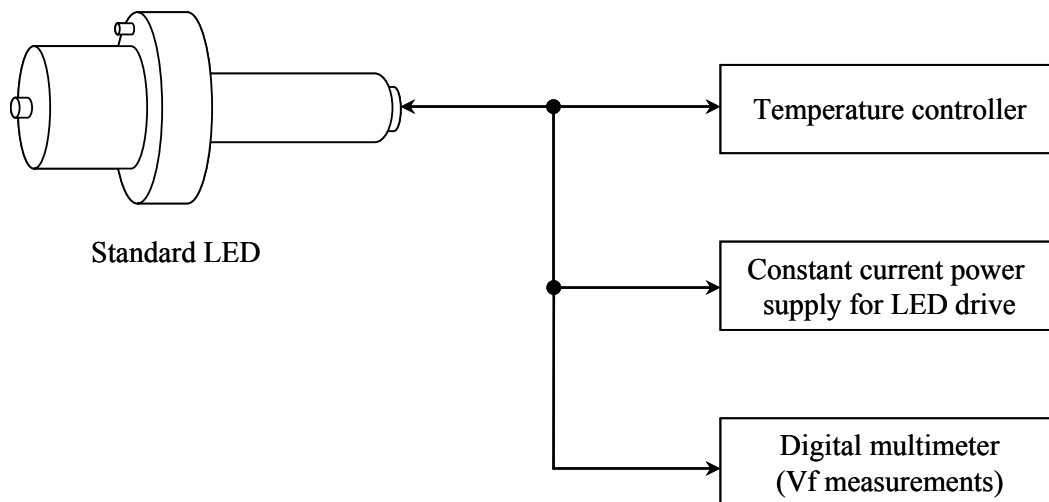 Temperature controller
Standard LED
Constant current power
supply for LED drive
Digital multimeter
(Vf measurements)